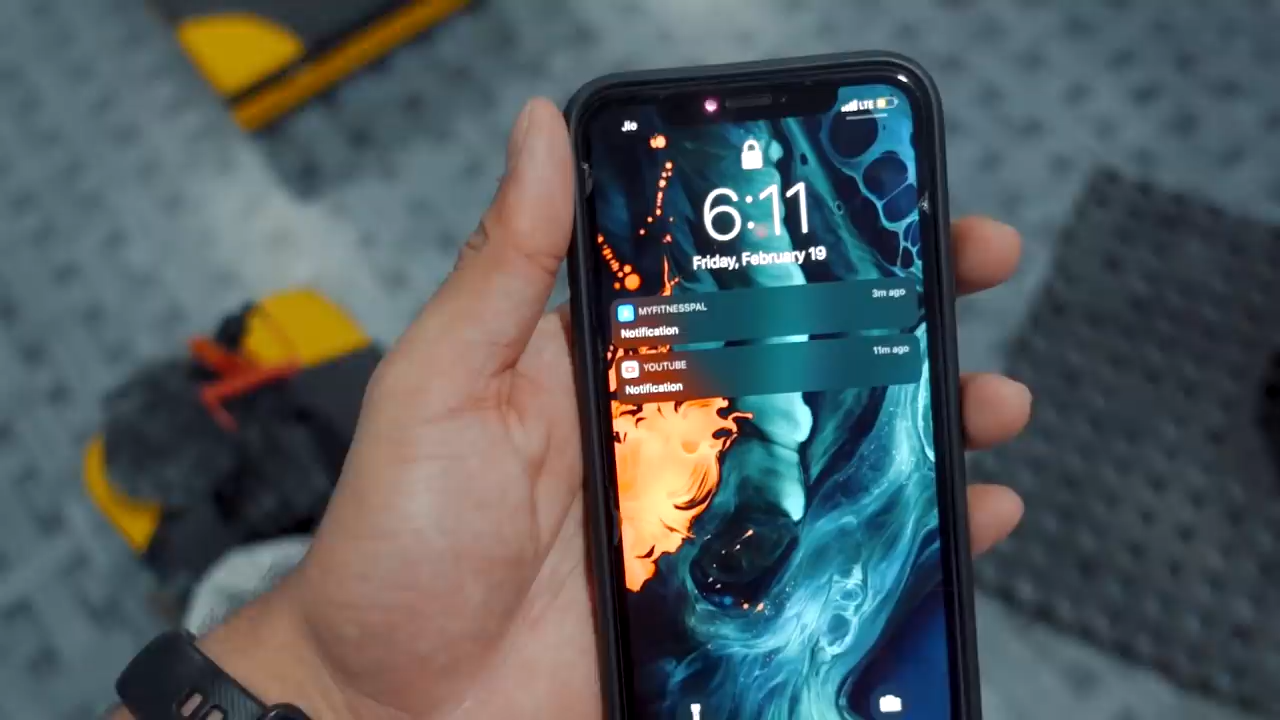 Jio
LTE
6:11
Friday, February 19
MYFITNESSPAL
3m ago
Notification
YOUTUBE
11m ago
Notification